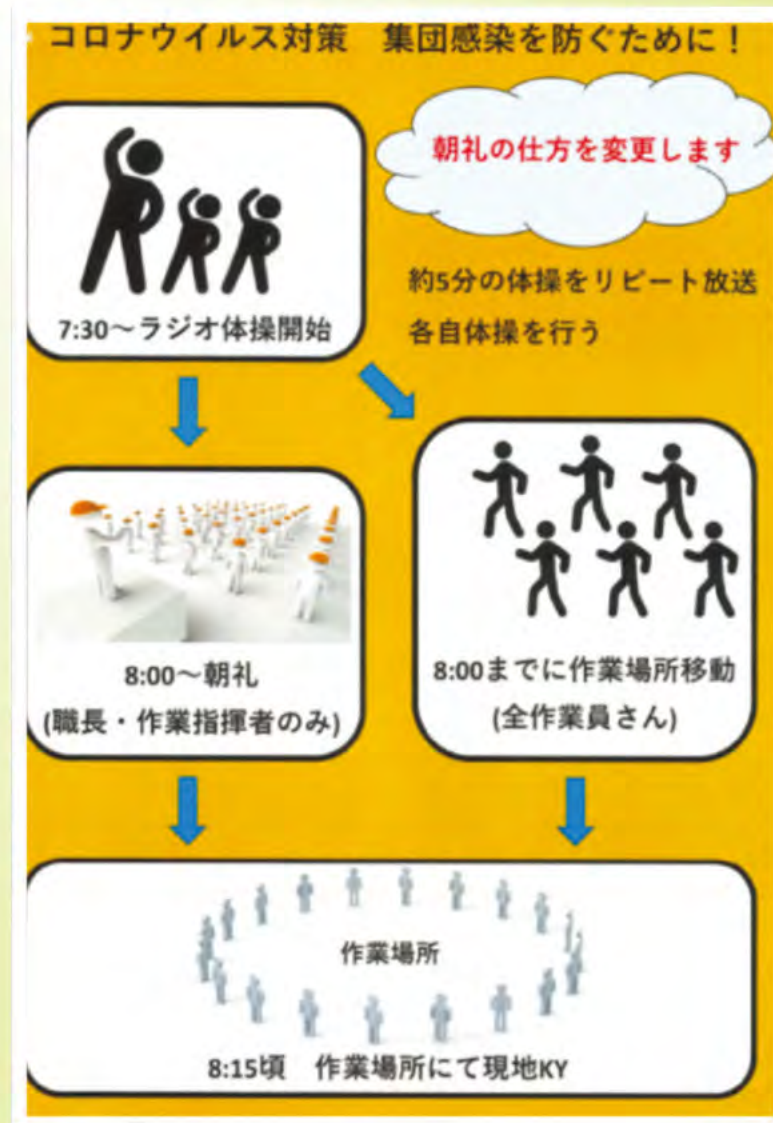 コロナウイルス対策　集団感染を防ぐために！
朝礼の仕方を変更します
約5分の体操をリピート放送
各自体操を行う
7:30～ラジオ体操開始
8:00～朝礼
(職長・作業指揮者のみ)
8:00までに作業場所移動
(全作業員さん)
作業場所
8:15頃　作業場所にて現地KY